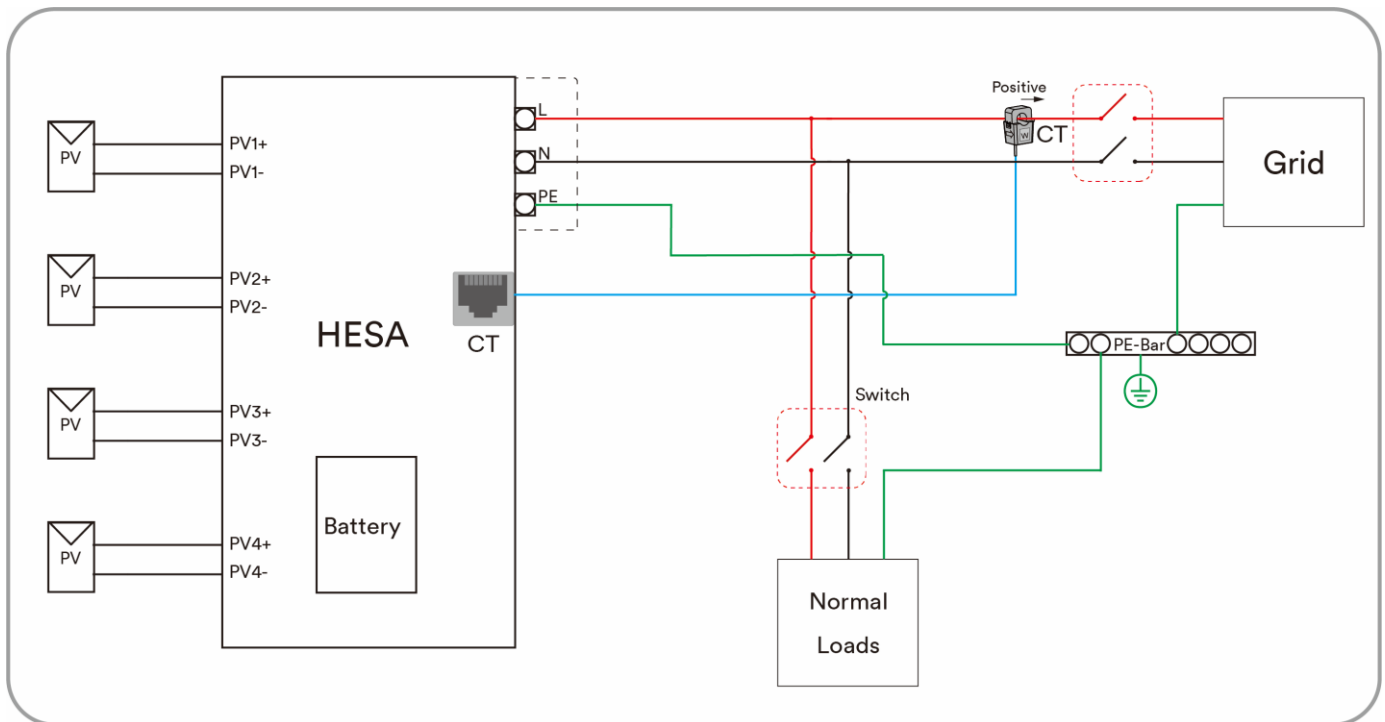 Positive
L
CT
PV1+
PV
PV1-
N
Grid
PE
PV2+
PV
PV2-
HESA
CT
PE-Bar
Switch
PV3+
PV
PV3-
Battery
PV4+
PV
PV4-
Normal
Loads
W